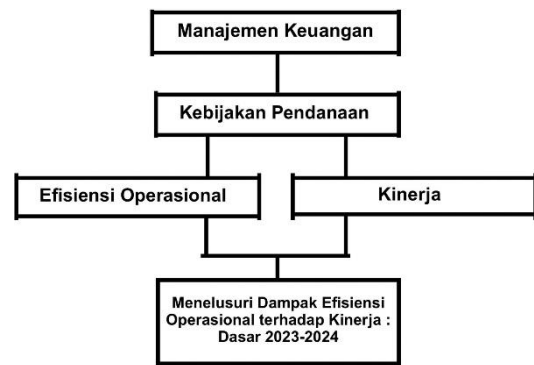 Manajemen Keuangan
Kebijakan Pendanaan
Efisiensi Operasional
Kinerja
Menelusuri Dampak Efisiensi
Operasional terhadap Kinerja :
Dasar 2023-2024